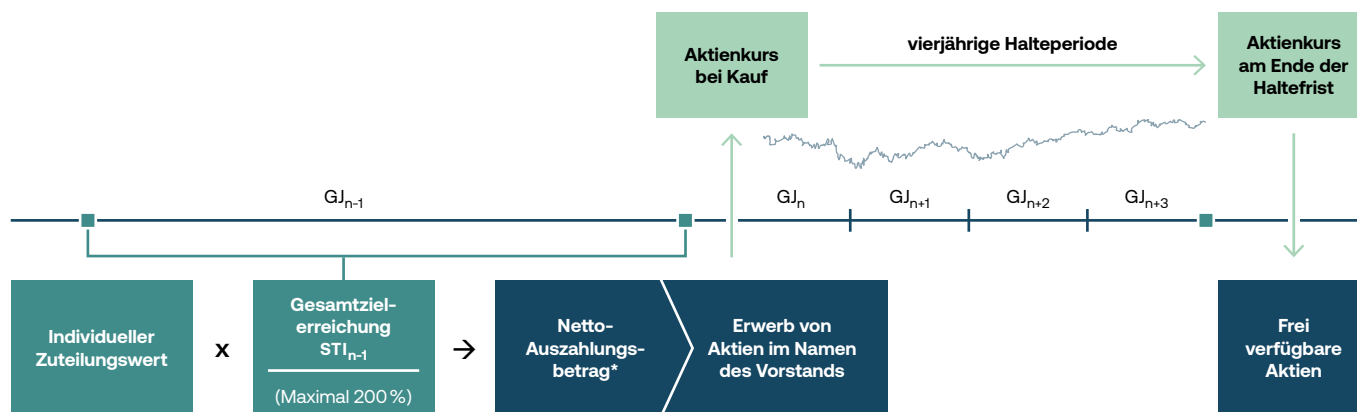 Aktienkurs
bei Kauf
vierjährige Halteperiode
Aktienkurs
am Ende der
Haltefrist
GJn-1
GJn
GJn+1
GJn+2
GJn+3
Individueller
Zuteilungswert
x
Gesamtziel-
erreichung
STIn-1
(Maximal 200 %)
Netto-
Auszahlungs-
betrag*
Erwerb von
Aktien im Namen
des Vorstands
Frei
verfügbare
Aktien